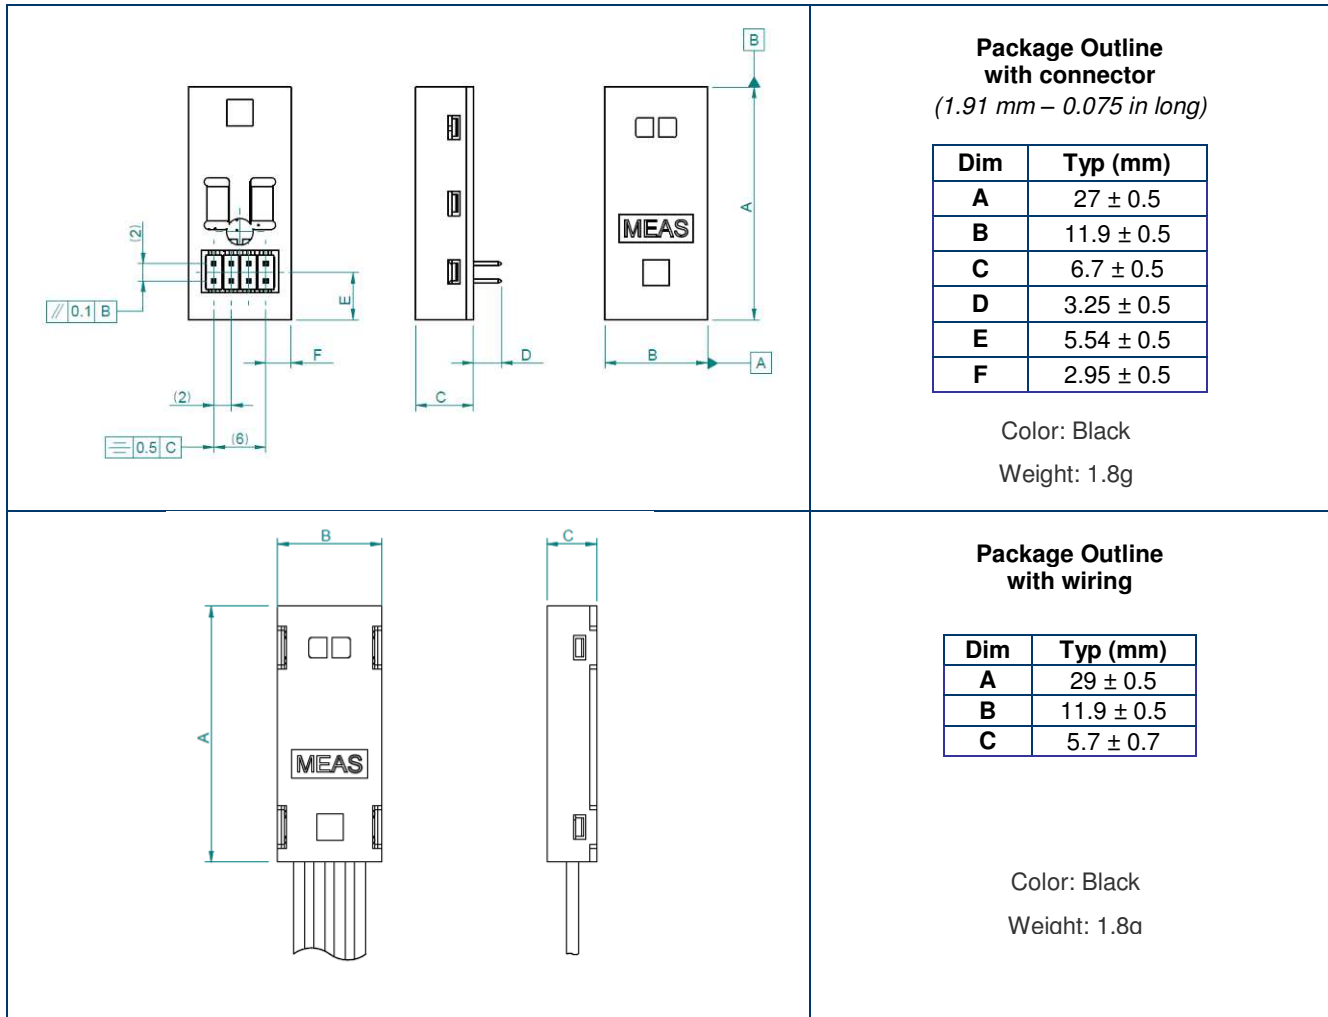 B
A
MEAS
(2)
// 0.1 B
E
F
D
B
A
C
(2)
0.5 C
(6)
Package Outline
with connector
(1.91 mm – 0.075 in long)
Dim Typ (mm)
A 27 ± 0.5
B 11.9 ± 0.5
C 6.7 ± 0.5
D 3.25 ± 0.5
E 5.54 ± 0.5
F 2.95 ± 0.5
Color: Black
Weight: 1.8g
B
C
A
MEAS
Package Outline
with wiring
Dim Typ (mm)
A 29 ± 0.5
B 11.9 ± 0.5
C 5.7 ± 0.7
Color: Black
Weight: 1.8g